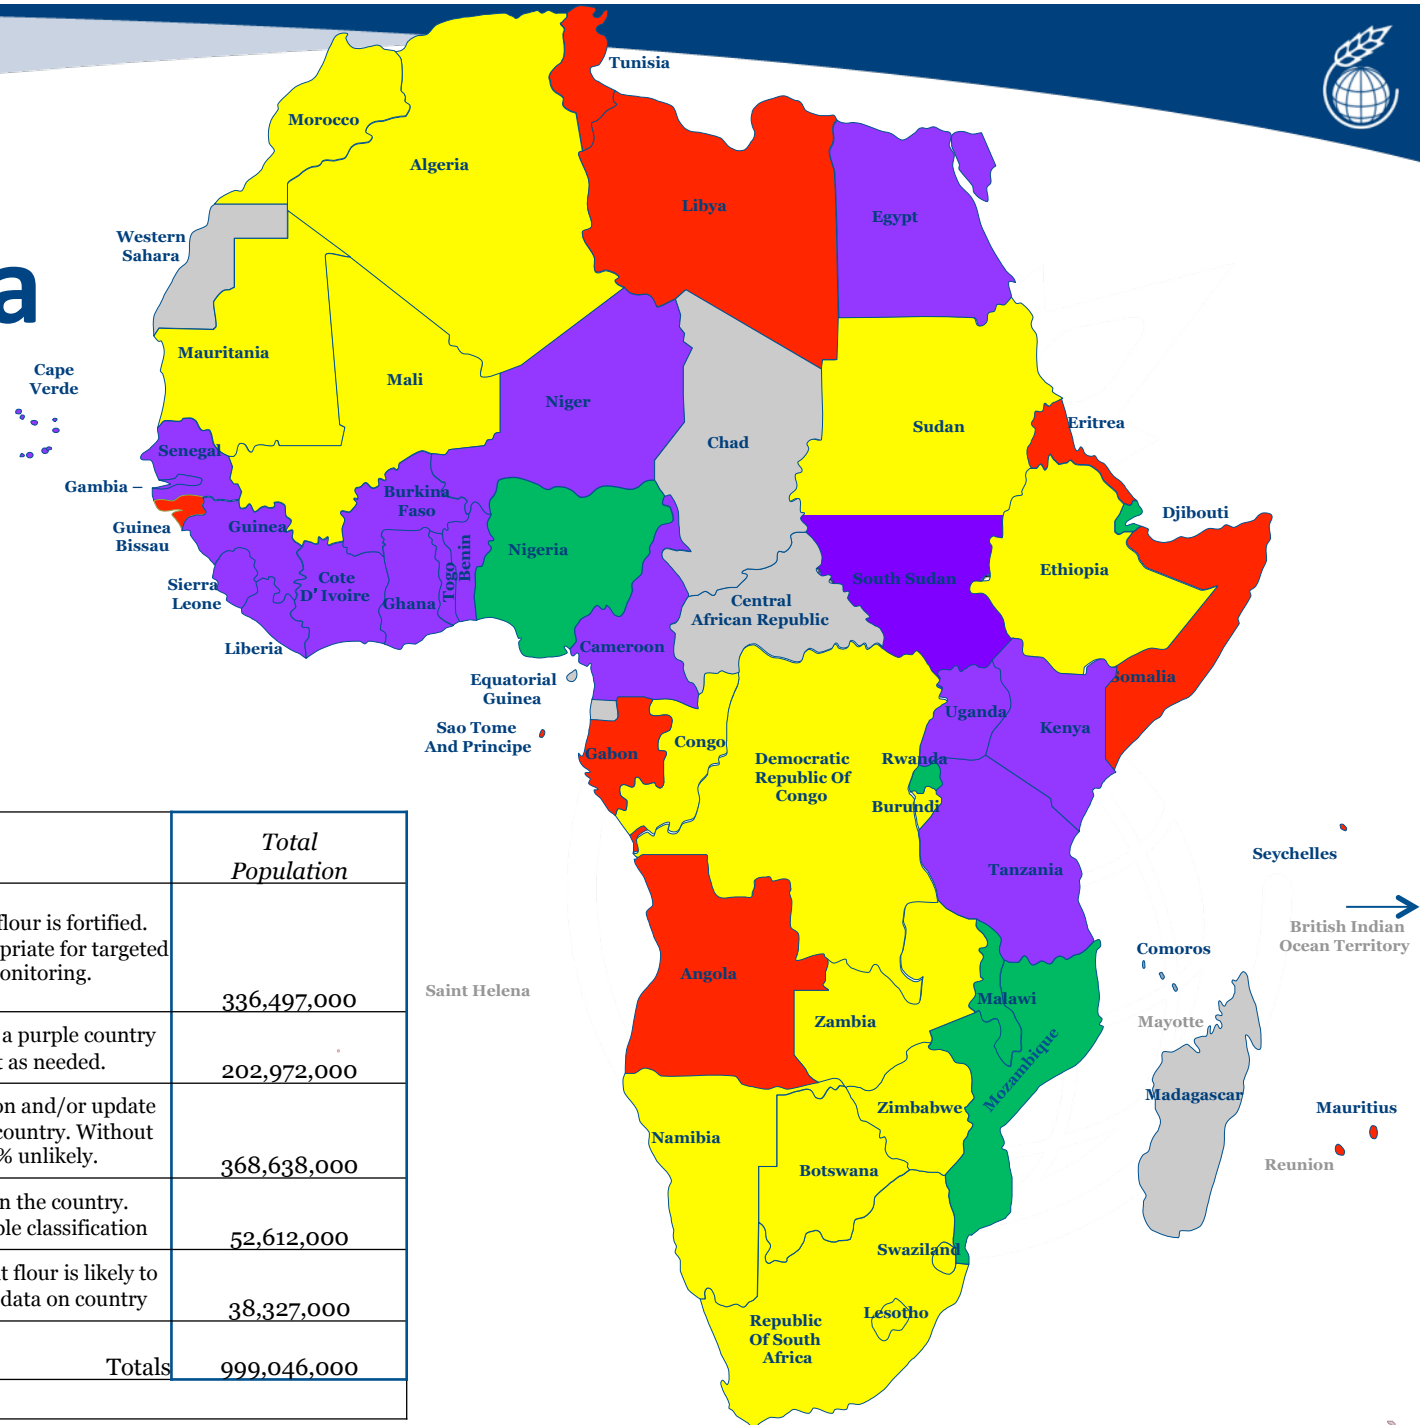 a
Tunisia
Morocco
Algeria
Libya
Egypt
Western
Sahara
Mauritania
Mali
Niger
Chad
Sudan
Eritrea
Cape
Verde
Senegal
Gambia –
Guinea
Bissau
Guinea
Burkina
Faso
Sierra
Leone
Liberia
Cote
D'Ivoire
Ghana
Togo
Benin
Nigeria
Cameroon
Equatorial
Guinea
Sao Tome
And Principe
Gabon
Congo
Central
African Republic
South Sudan
Ethiopia
Djibouti
Somalia
Uganda
Kenya
Rwanda
Burundi
Democratic
Republic Of
Congo
Tanzania
Seychelles
British Indian
Ocean Territory
Comoros
Mayotte
Madagascar
Mauritius
Reunion
Saint Helena
Angola
Zambia
Malawi
Mozambique
Zimbabwe
Namibia
Botswana
Swaziland
Lesotho
Republic
Of South
Africa
Total
Population
flour is fortified.
priate for targeted
onitoring.
336,497,000
a purple country
t as needed.
202,972,000
on and/or update
country. Without
% unlikely.
368,638,000
n the country.
ple classification
52,612,000
t flour is likely to
data on country
38,327,000
Totals 999,046,000